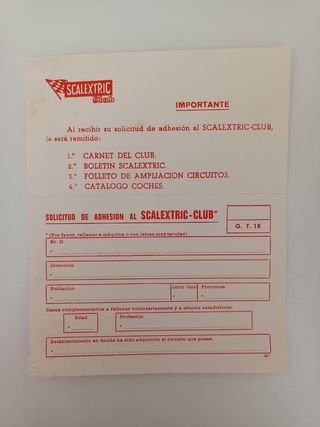 SCALEXTRIC
IMPORTANTE
Al recibir su solicitud de adhesión al SCALEXTRIC-CLUB,
le será remitido:
1.º CARNET DEL CLUB.
2.º BOLETIN SCALEXTRIC.
3.º FOLLETO DE AMPLIACION CIRCUITOS.
4.º CATALOGO COCHES.
SOLICITUD DE ADHESION AL SCALEXTRIC-CLUB*
G. T. 18
*(Por favor, rellenar a máquina o con letras mayúsculas)
Sr. D.
Dirección
Población
Provincia
Datos complementarios a rellenar voluntariamente y a efectos estadísticos:
Edad
Profesión
Establecimiento en donde ha sido adquirido el circuito que posee.